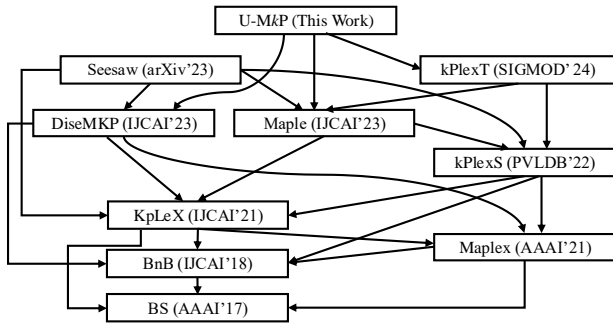 U-MkP (This Work)
Seesaw (arXiv'23)
kPlexT (SIGMOD'24)
DiseMKP (IJCAI'23)
Maple (IJCAI'23)
kPlexS (PVLDB'22)
KpLeX (IJCAI'21)
Maplex (AAAI'21)
BnB (IJCAI'18)
BS (AAAI'17)